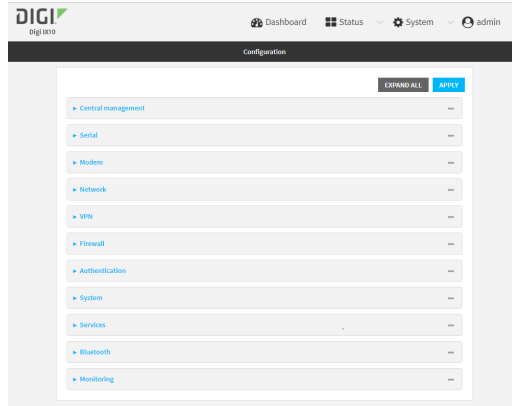 DIGI
Digi IX10
Dashboard Status System admin
Configuration
EXPAND ALL APPLY
Central management
Serial
Modem
Network
VPN
Firewall
Authentication
System
Services
Bluetooth
Monitoring